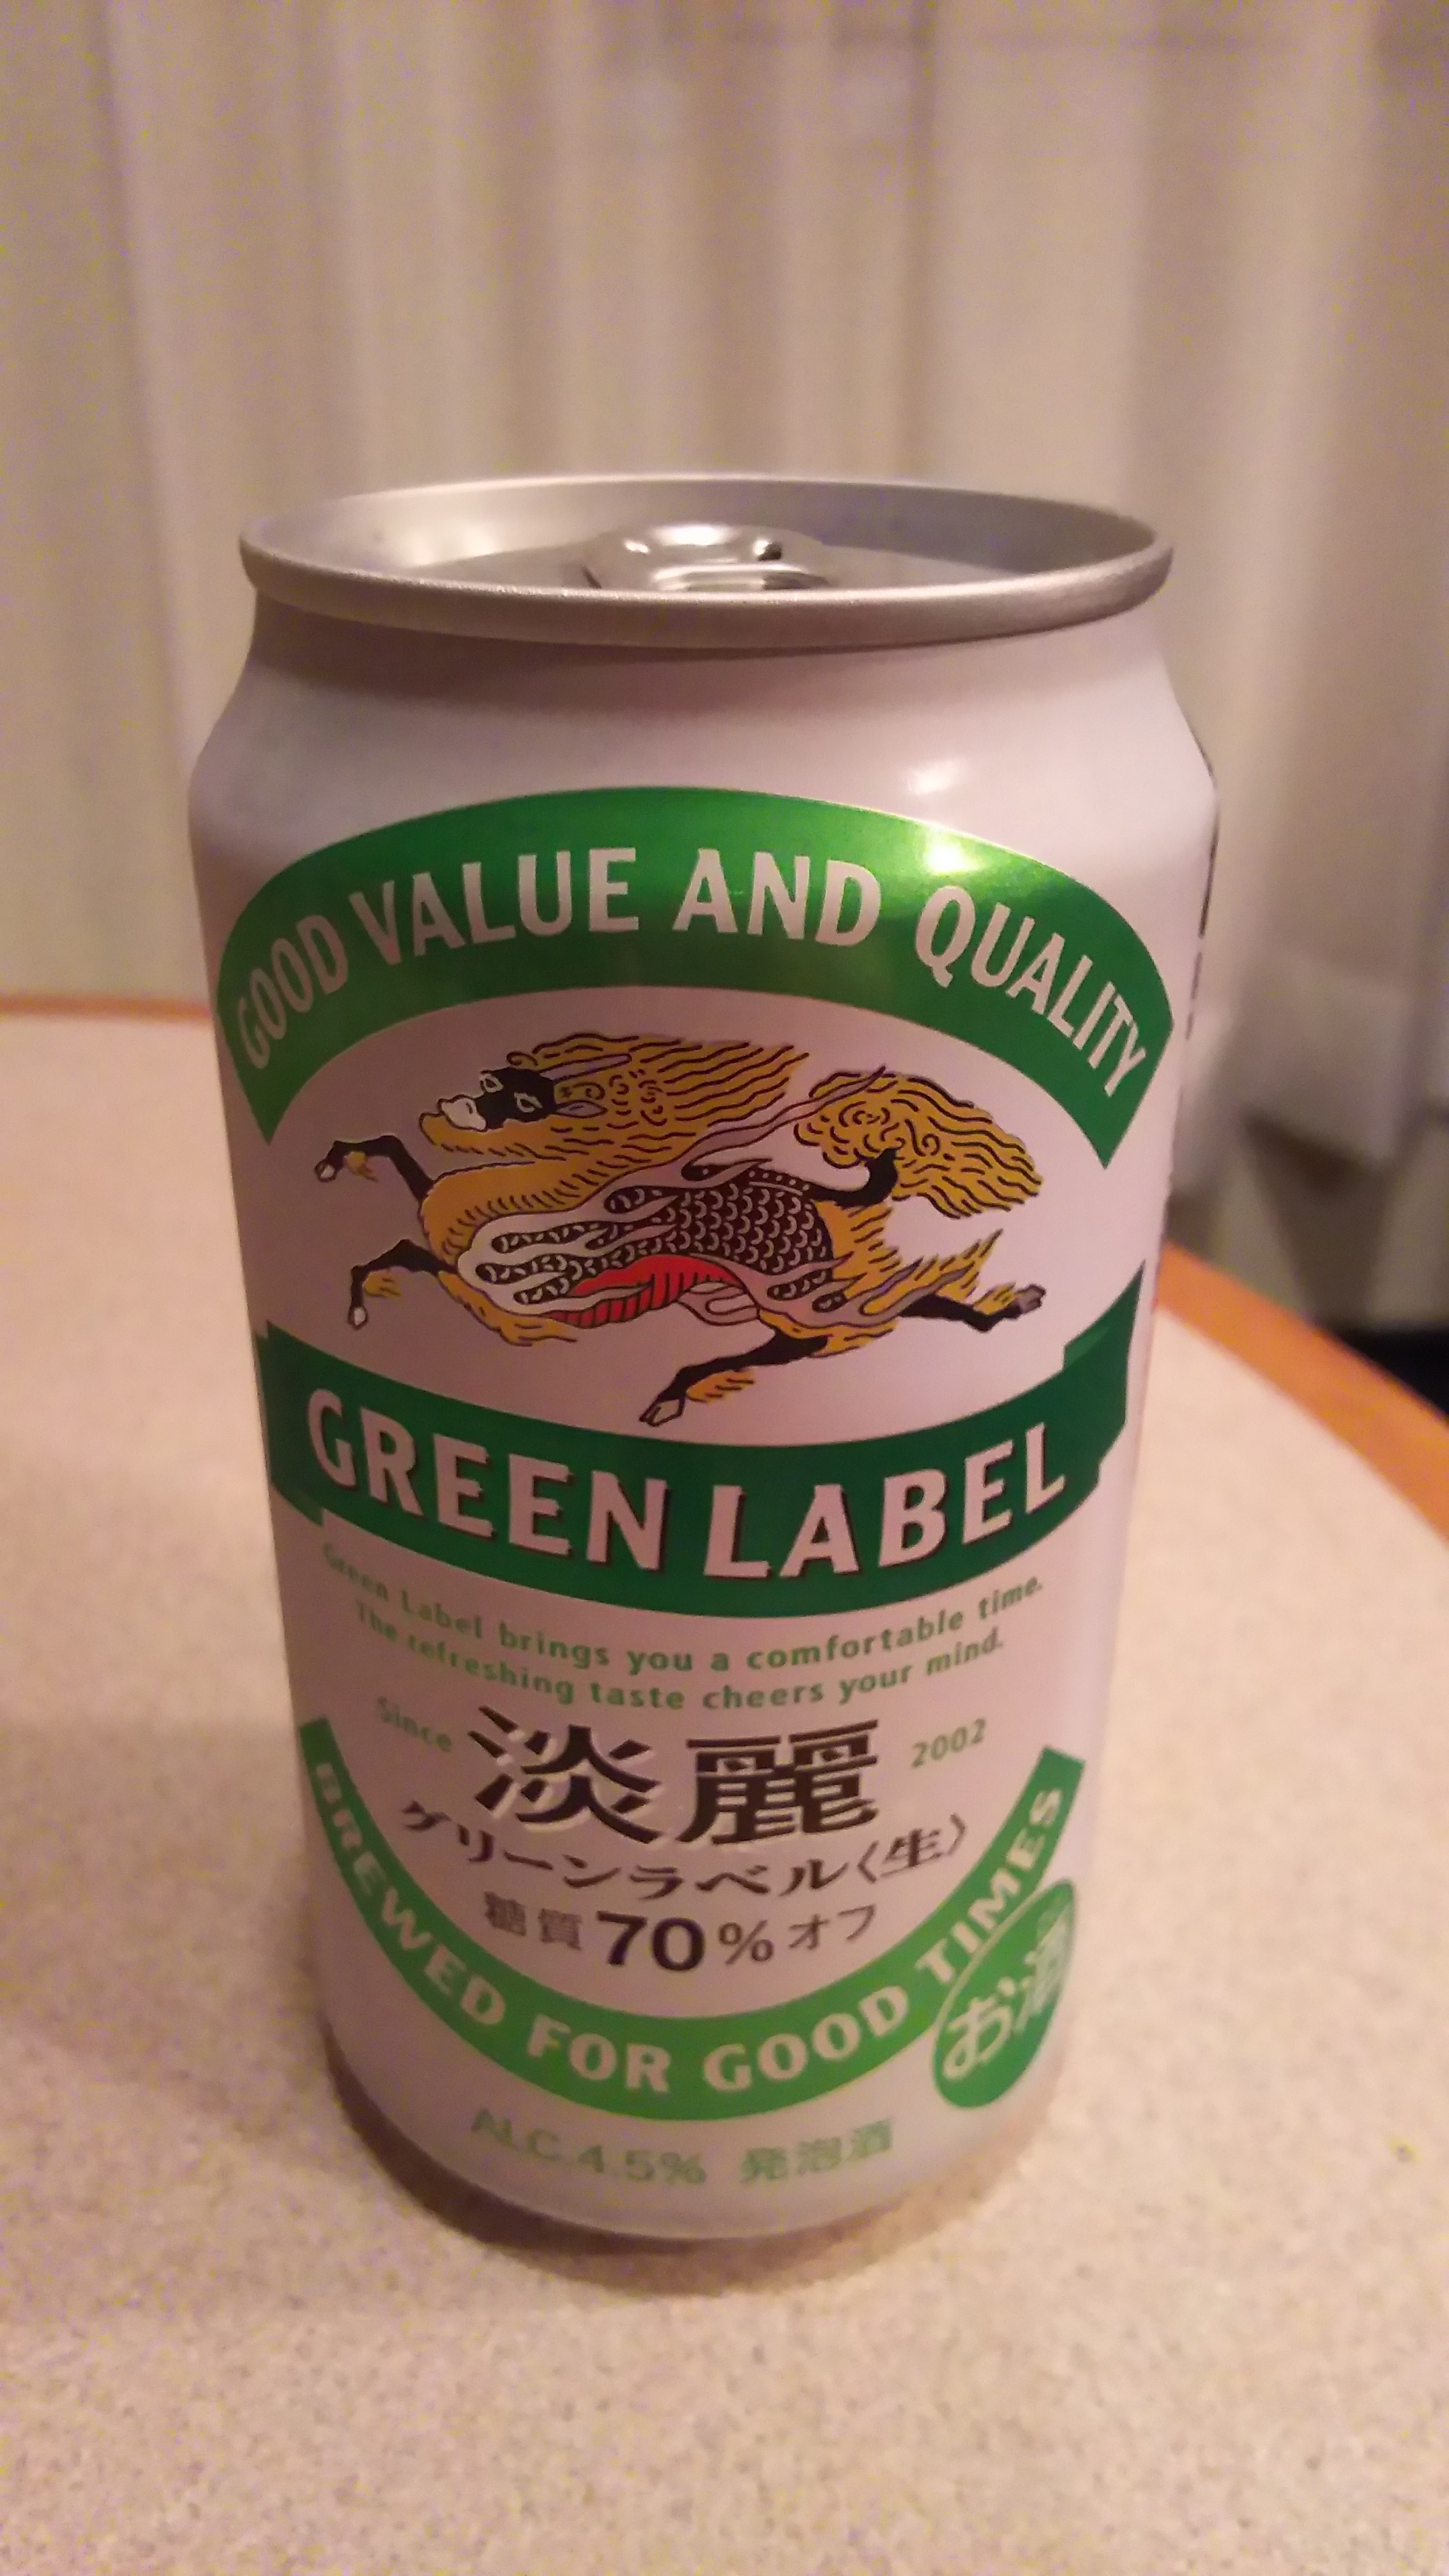 GOOD VALUE AND QUALITY
GREEN LABEL
Green Label brings you a comfortable time.
The refreshing taste cheers your mind.
Since 2002
淡麗
グリーンラベル〈生〉
糖質70%オフ
BREWED FOR GOOD TIMES
お酒
ALC.4.5% 発泡酒